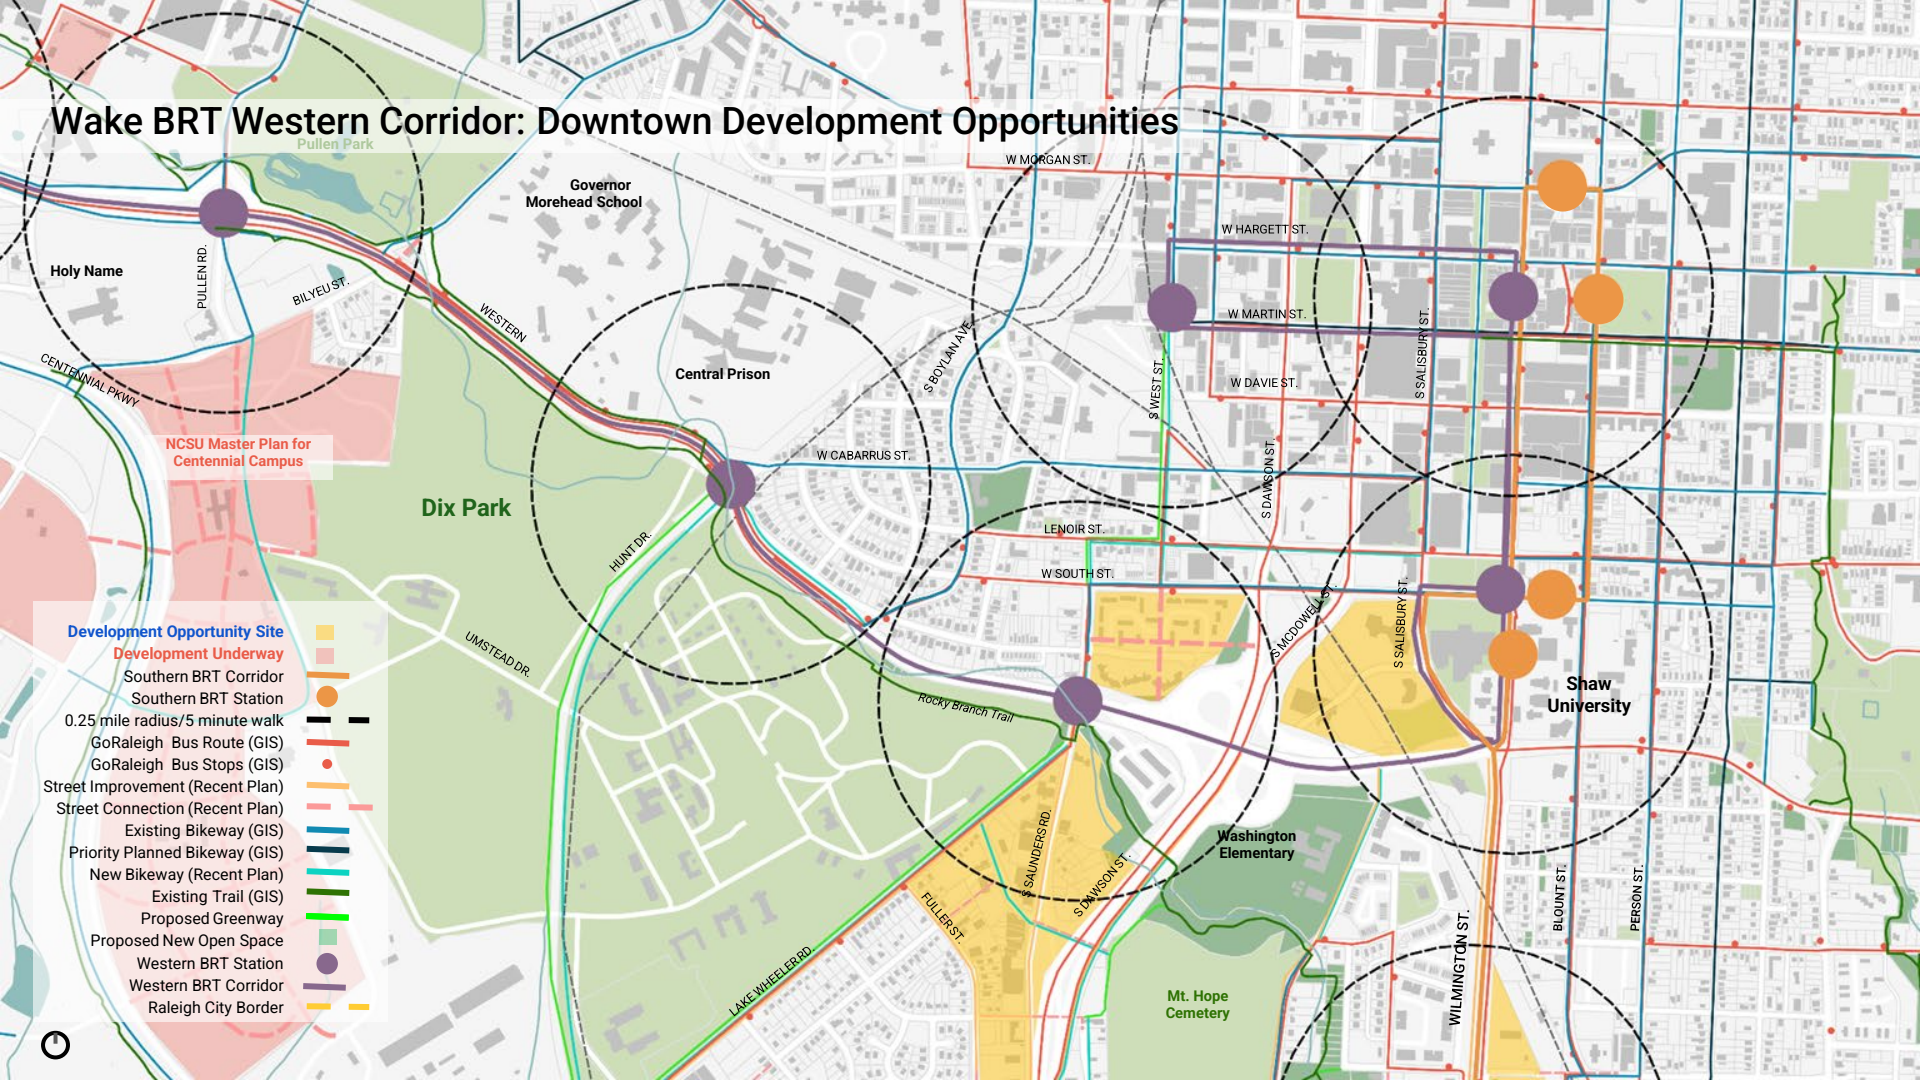 Wake BRT Western Corridor: Downtown Development Opportunities
Pullen Park
W MORGAN ST.
Governor
Morehead School
W HARGETT ST.
Holy Name
PULLEN RD.
BILYEU ST.
WESTERN
W MARTIN ST.
S BOYLAN AVE.
S SALISBURY ST.
CENTENNIAL PKWY
Central Prison
S WEST ST.
W DAVIE ST.
NCSU Master Plan for
Centennial Campus
W CABARRUS ST.
S DAWSON ST.
Dix Park
LENOIR ST.
HUNT DR.
W SOUTH ST.
S MCDOWELL ST.
S SALISBURY ST.
UMSTEAD DR.
Rocky Branch Trail
Shaw
University
Development Opportunity Site
Development Underway
Southern BRT Corridor
Southern BRT Station
0.25 mile radius/5 minute walk
GoRaleigh Bus Route (GIS)
GoRaleigh Bus Stops (GIS)
Street Improvement (Recent Plan)
Street Connection (Recent Plan)
Existing Bikeway (GIS)
Priority Planned Bikeway (GIS)
New Bikeway (Recent Plan)
Existing Trail (GIS)
Proposed Greenway
Proposed New Open Space
Western BRT Station
Western BRT Corridor
Raleigh City Border
Washington
Elementary
S SAUNDERS RD.
S DAWSON ST.
FULLER ST.
LAKE WHEELER RD.
BLOUNT ST.
PERSON ST.
WILMINGTON ST.
Mt. Hope
Cemetery